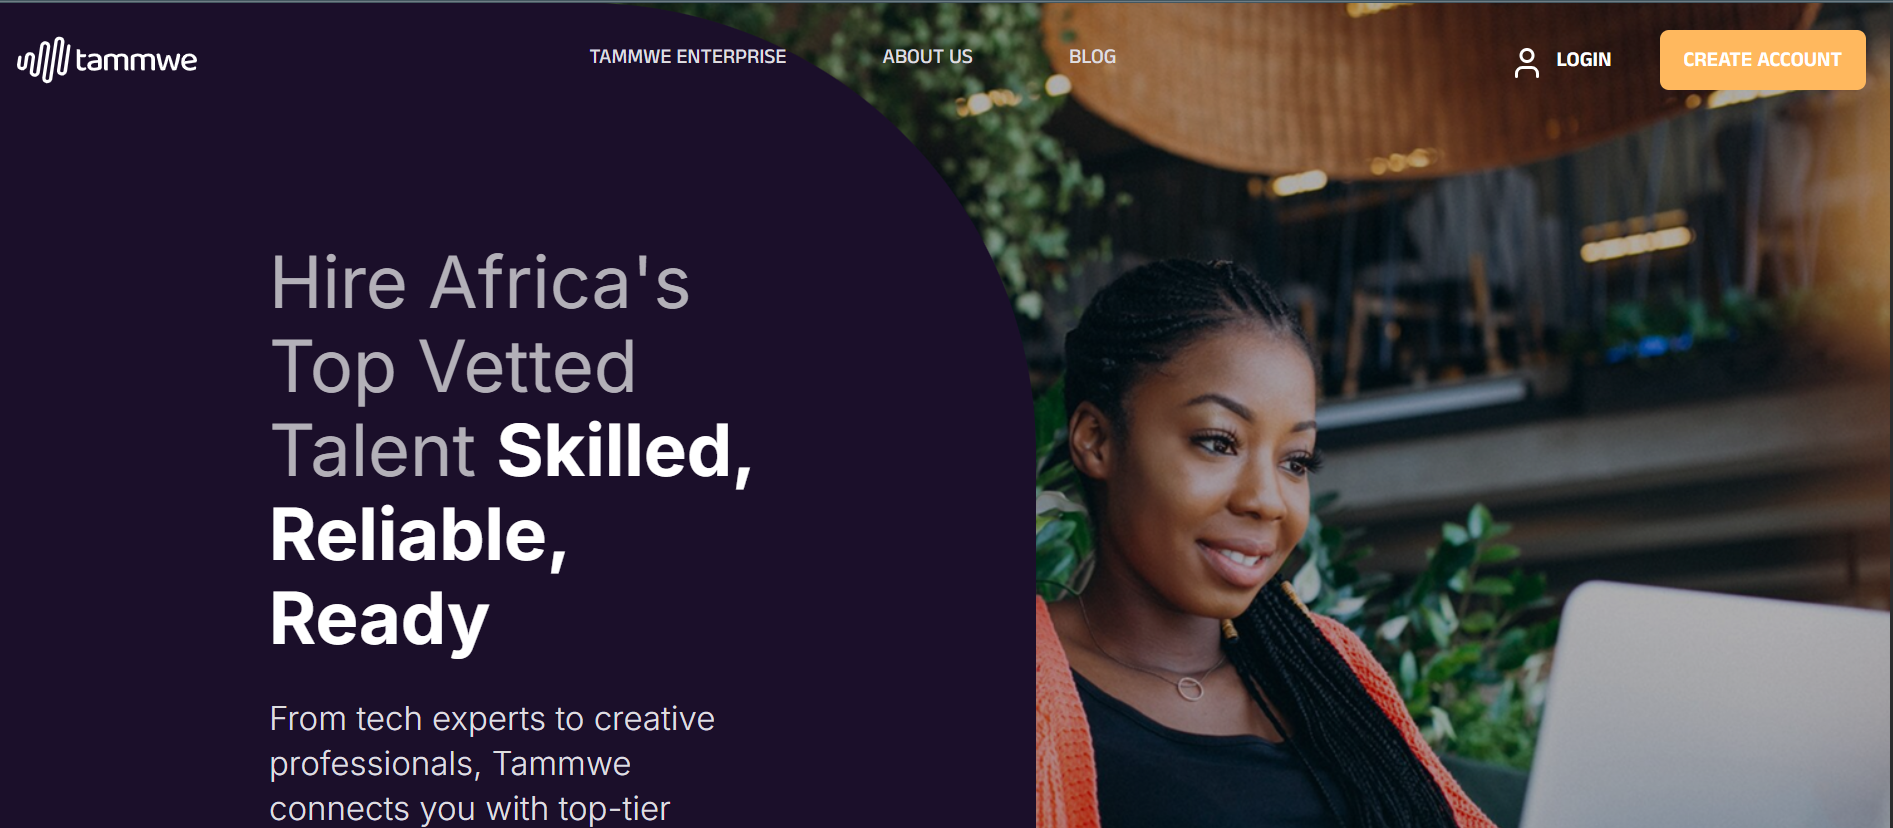 tammwe
TAMMWE ENTERPRISE
ABOUT US
BLOG
LOGIN
CREATE ACCOUNT
Hire Africa's
Top Vetted
Talent Skilled,
Reliable,
Ready
From tech experts to creative
professionals, Tammwe
connects you with top-tier